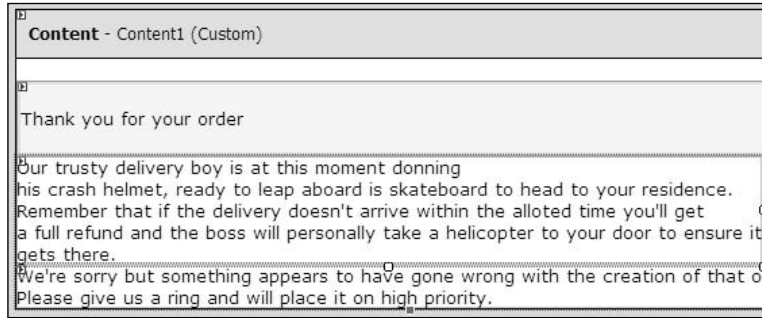 Content - Content1 (Custom)
Thank you for your order
Our trusty delivery boy is at this moment donning
his crash helmet, ready to leap aboard is skateboard to head to your residence.
Remember that if the delivery doesn't arrive within the alloted time you'll get
a full refund and the boss will personally take a helicopter to your door to ensure it
gets there.
We're sorry but something appears to have gone wrong with the creation of that o
Please give us a ring and will place it on high priority.